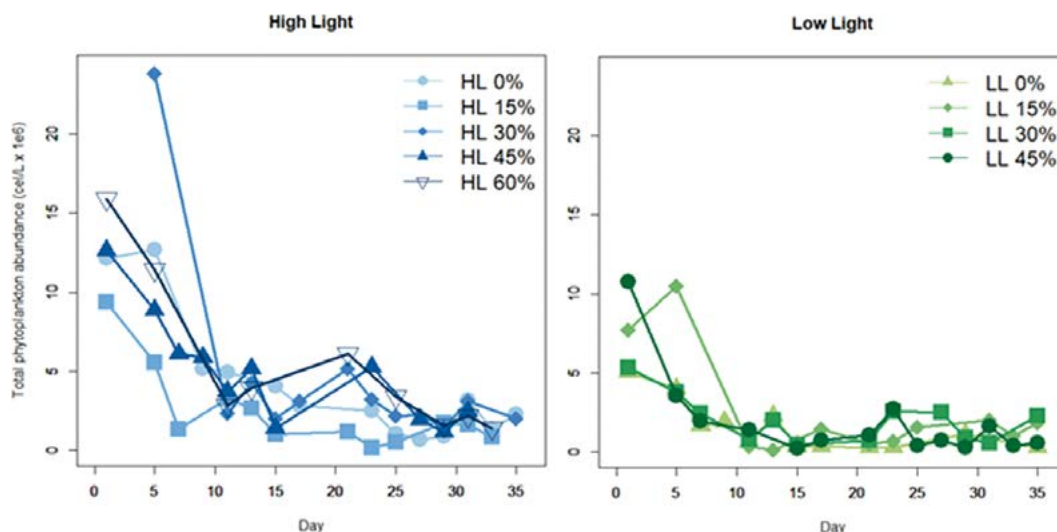 High Light
Total phytoplankton abundance (cel/L x 1e6)
20
15
10
5
0
HL 0%
HL 15%
HL 30%
HL 45%
HL 60%
0 5 10 15 20 25 30 35
Day
Low Light
20
15
10
5
0
LL 0%
LL 15%
LL 30%
LL 45%
0 5 10 15 20 25 30 35
Day